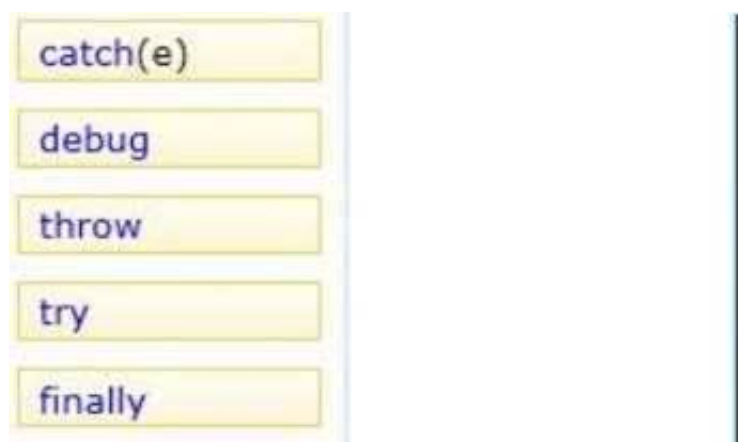 catch(e)
debug
throw
try
finally